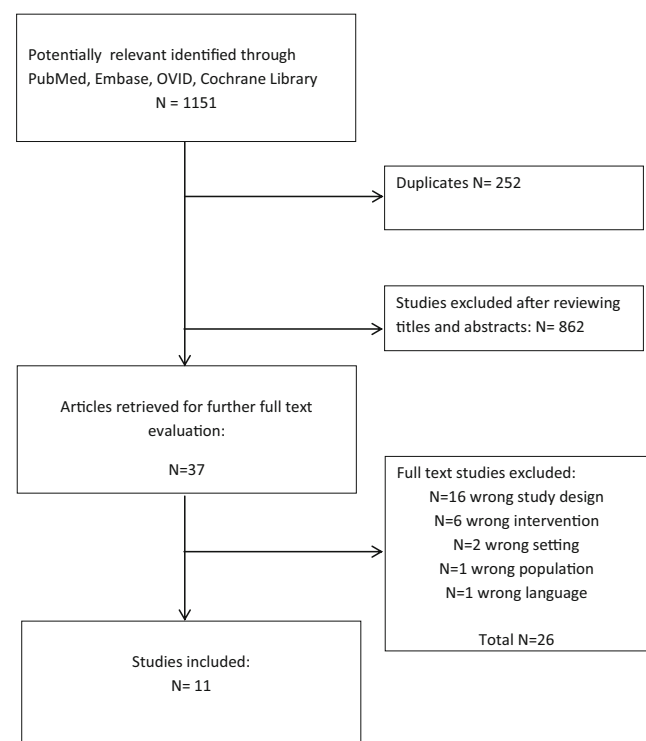 Potentially relevant identified through
PubMed, Embase, OVID, Cochrane Library
N = 1151
Duplicates N= 252
Studies excluded after reviewing
titles and abstracts: N= 862
Articles retrieved for further full text
evaluation:
N=37
Full text studies excluded:
N=16 wrong study design
N=6 wrong intervention
N=2 wrong setting
N=1 wrong population
N=1 wrong language
Total N=26
Studies included:
N= 11